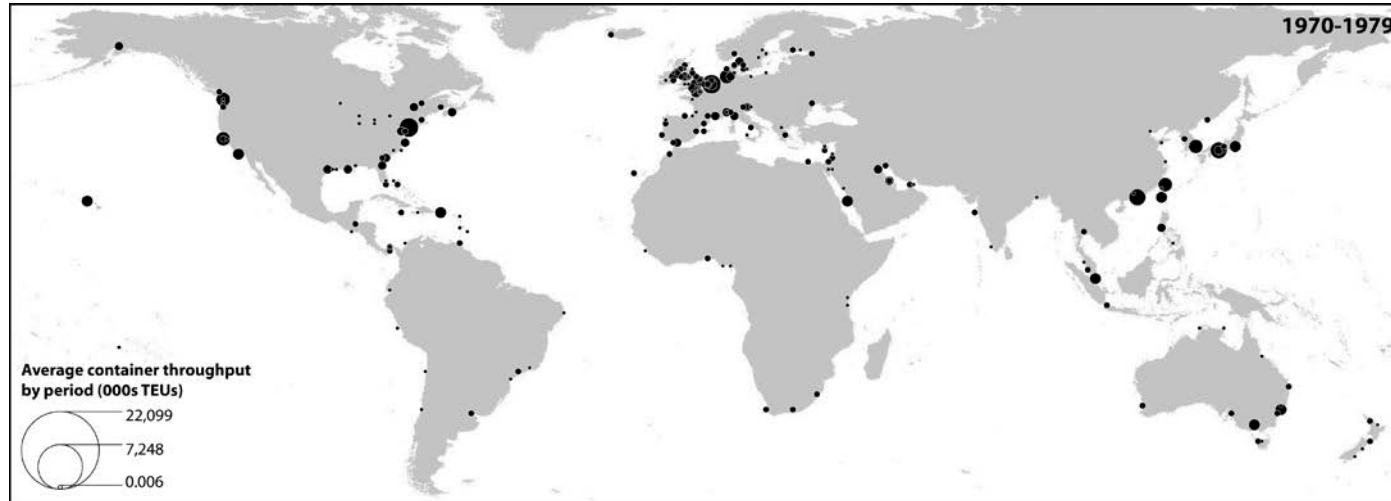 1970-1979
Average container throughput
by period (000s TEUs)
22,099
7,248
0.006